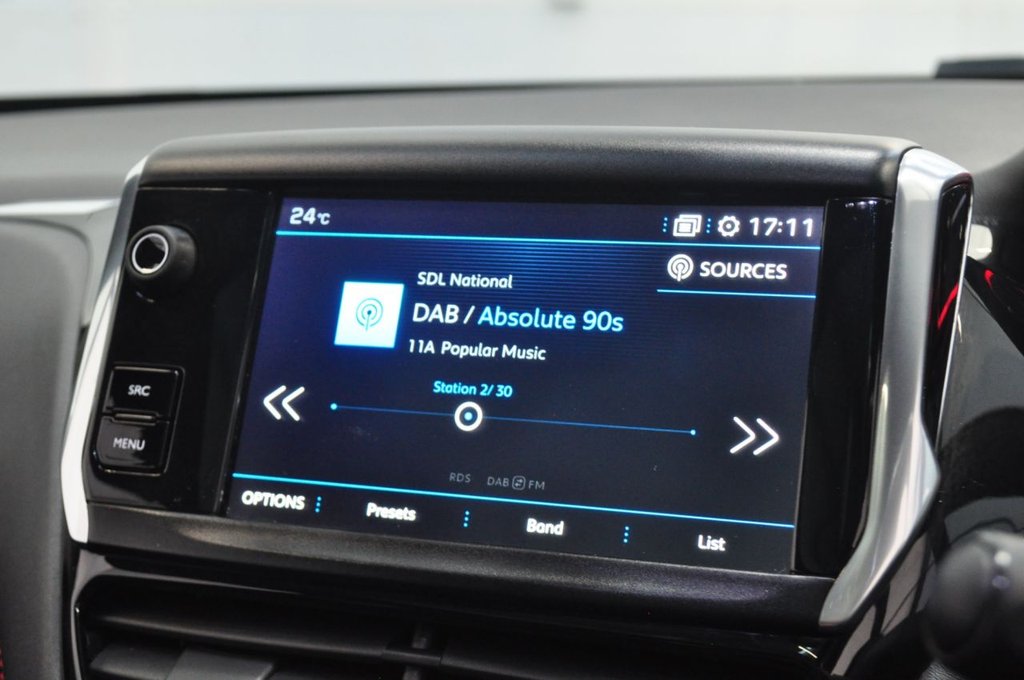 24°C
17:11
SOURCES
SDL National
DAB / Absolute 90s
11A Popular Music
Station 2/ 30
SRC
MENU
RDS DAB FM
OPTIONS Presets Band List